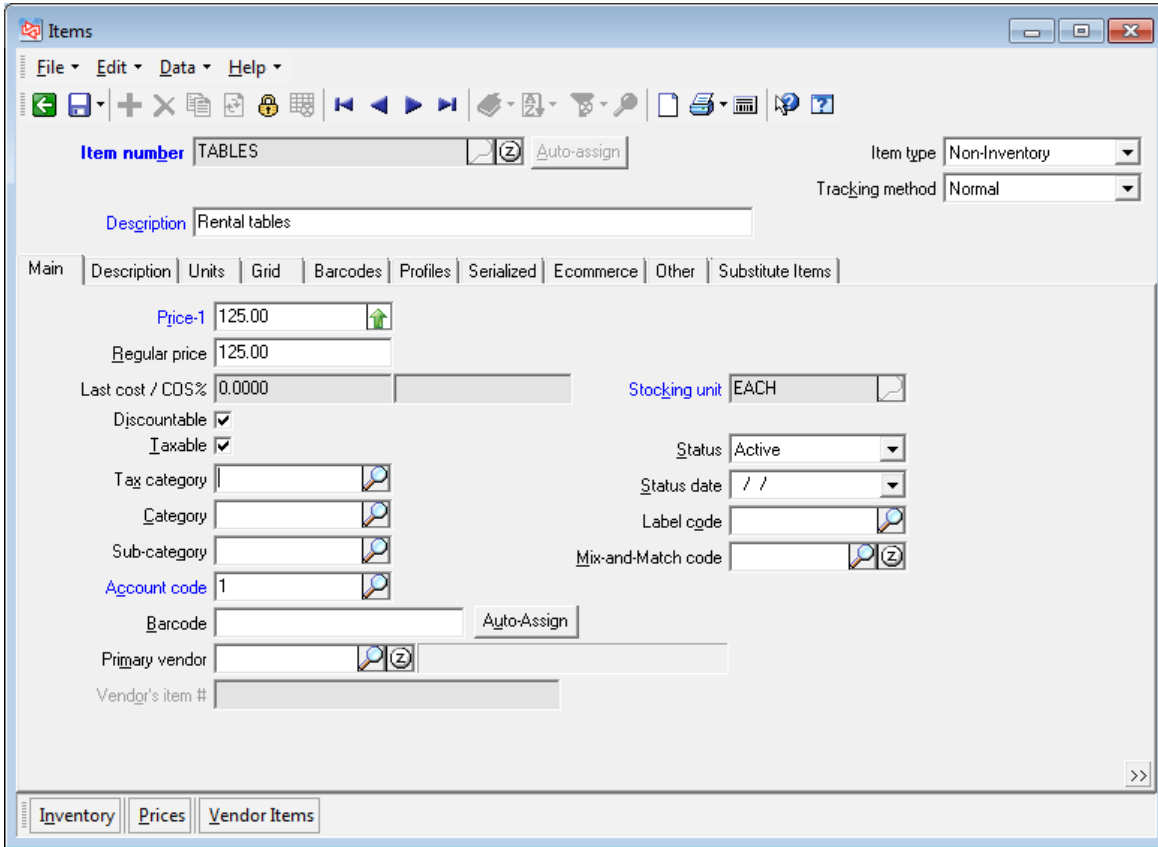 Items
File Edit Data Help
Item number TABLES Auto-assign Item type Non-Inventory
Tracking method Normal
Description Rental tables
Main Description Units Grid Barcodes Profiles Serialized Ecommerce Other Substitute Items
Price-1 125.00
Regular price 125.00
Last cost / COS% 0.0000 Stocking unit EACH
Discountable
Taxable Status Active
Tax category Status date / /
Category Label code
Sub-category Mix-and-Match code
Account code 1
Barcode Auto-Assign
Primary vendor
Vendor's item #
>>
Inventory Prices Vendor Items